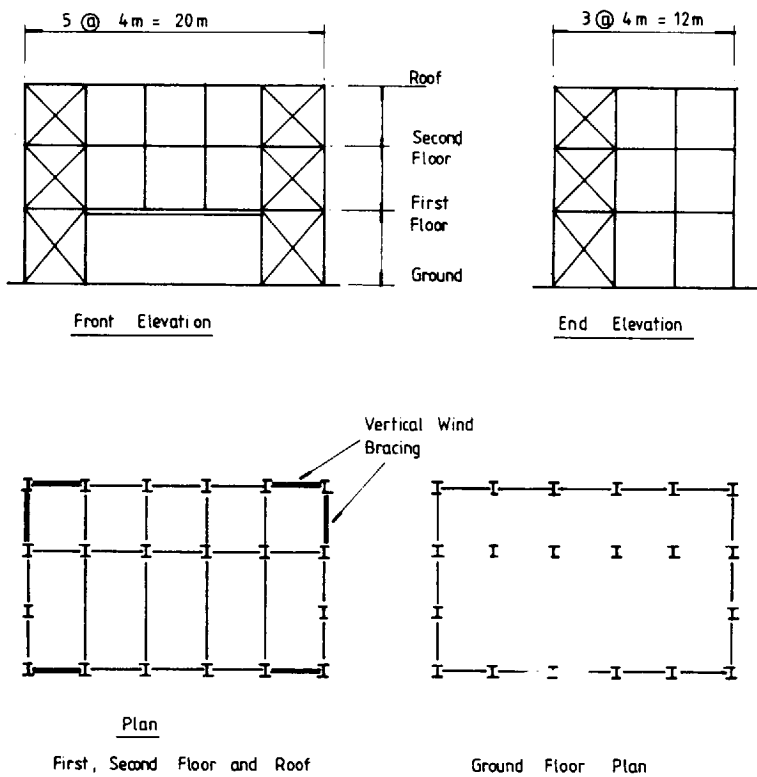 5 @ 4m = 20m
3 @ 4m = 12m
Roof
Second
Floor
First
Floor
Ground
Front Elevation
End Elevation
Vertical Wind
Bracing
Plan
First, Second Floor and Roof
Ground Floor Plan